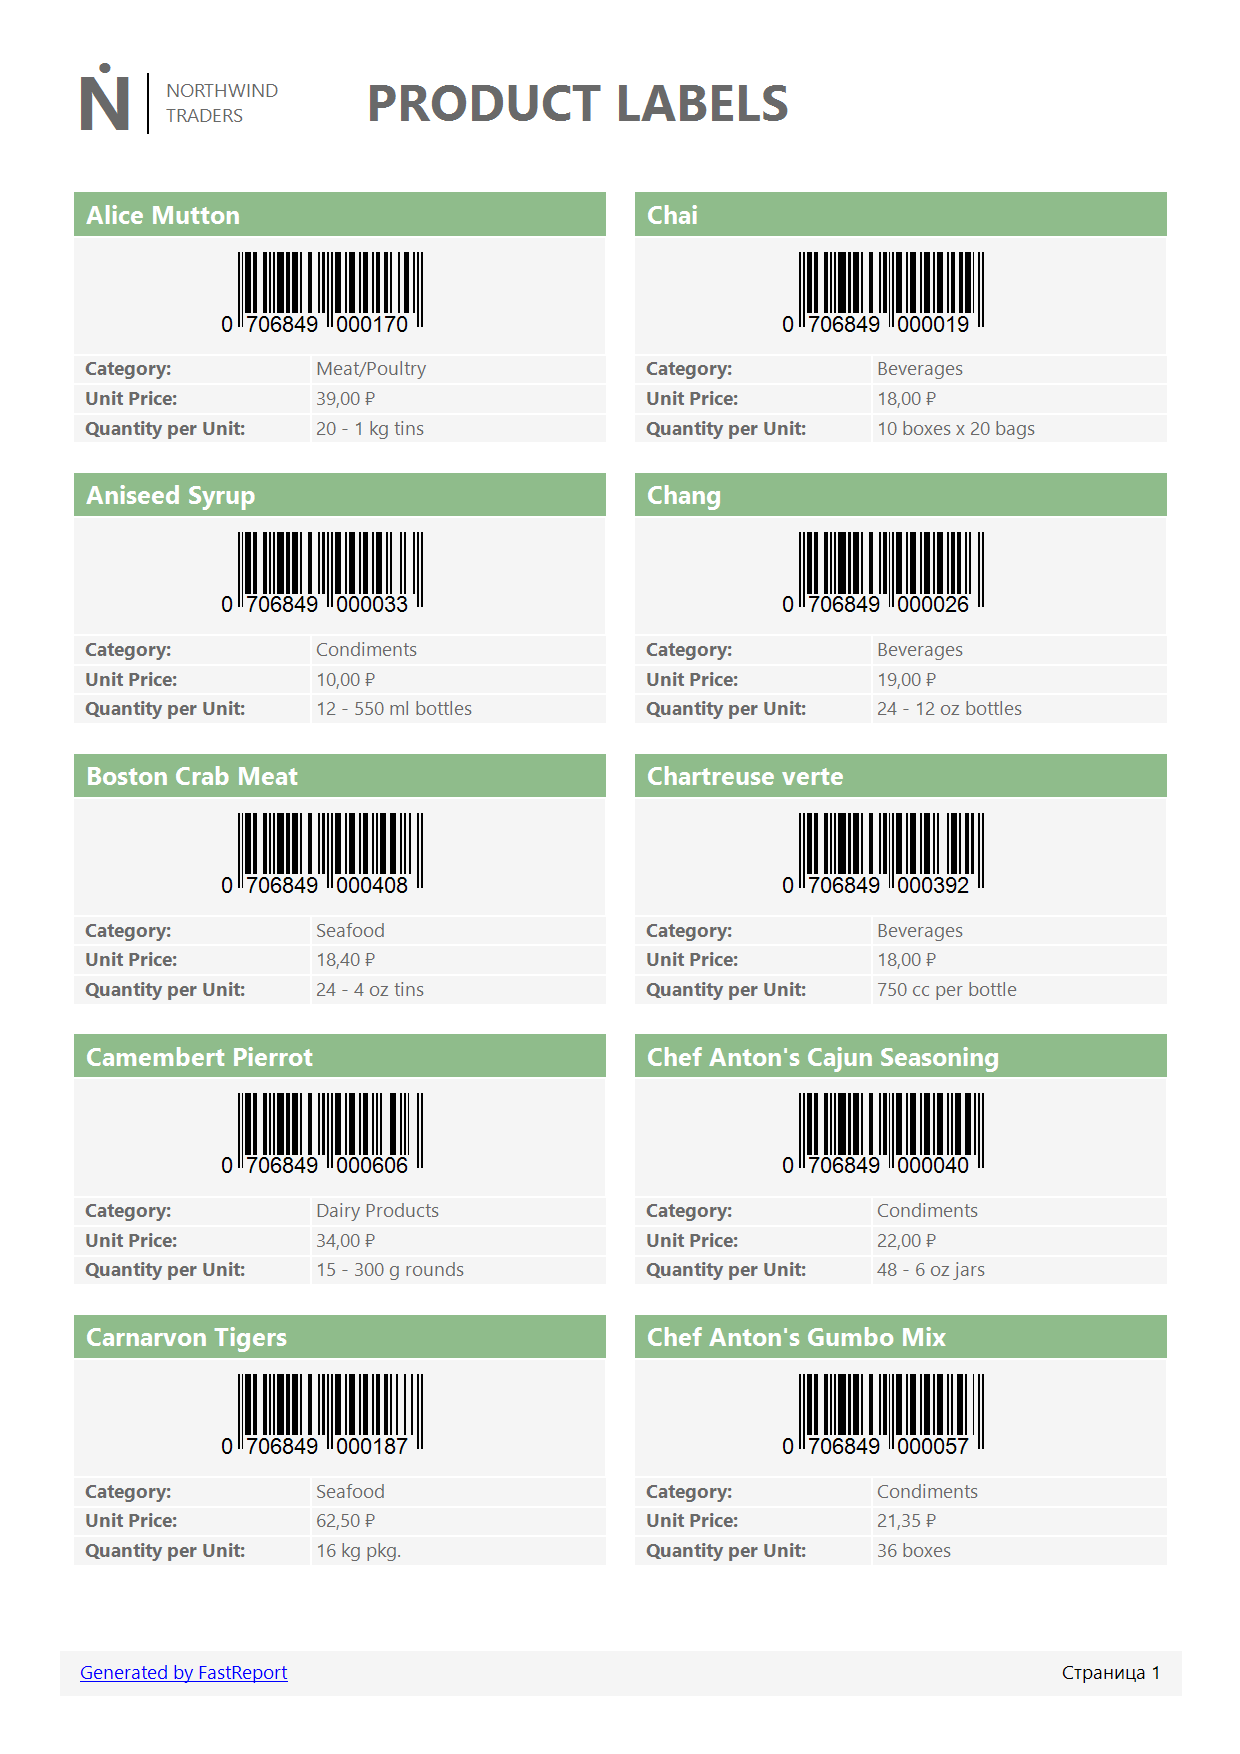 N
NORTHWIND
TRADERS
PRODUCT LABELS
Alice Mutton
0 706849 000170
Category: Meat/Poultry
Unit Price: 39,00 ₽
Quantity per Unit: 20 - 1 kg tins
Chai
0 706849 000019
Category: Beverages
Unit Price: 18,00 ₽
Quantity per Unit: 10 boxes x 20 bags
Aniseed Syrup
0 706849 000033
Category: Condiments
Unit Price: 10,00 ₽
Quantity per Unit: 12 - 550 ml bottles
Chang
0 706849 000026
Category: Beverages
Unit Price: 19,00 ₽
Quantity per Unit: 24 - 12 oz bottles
Boston Crab Meat
0 706849 000408
Category: Seafood
Unit Price: 18,40 ₽
Quantity per Unit: 24 - 4 oz tins
Chartreuse verte
0 706849 000392
Category: Beverages
Unit Price: 18,00 ₽
Quantity per Unit: 750 cc per bottle
Camembert Pierrot
0 706849 000606
Category: Dairy Products
Unit Price: 34,00 ₽
Quantity per Unit: 15 - 300 g rounds
Chef Anton's Cajun Seasoning
0 706849 000040
Category: Condiments
Unit Price: 22,00 ₽
Quantity per Unit: 48 - 6 oz jars
Carnarvon Tigers
0 706849 000187
Category: Seafood
Unit Price: 62,50 ₽
Quantity per Unit: 16 kg pkg.
Chef Anton's Gumbo Mix
0 706849 000057
Category: Condiments
Unit Price: 21,35 ₽
Quantity per Unit: 36 boxes
Generated by FastReport
Страница 1